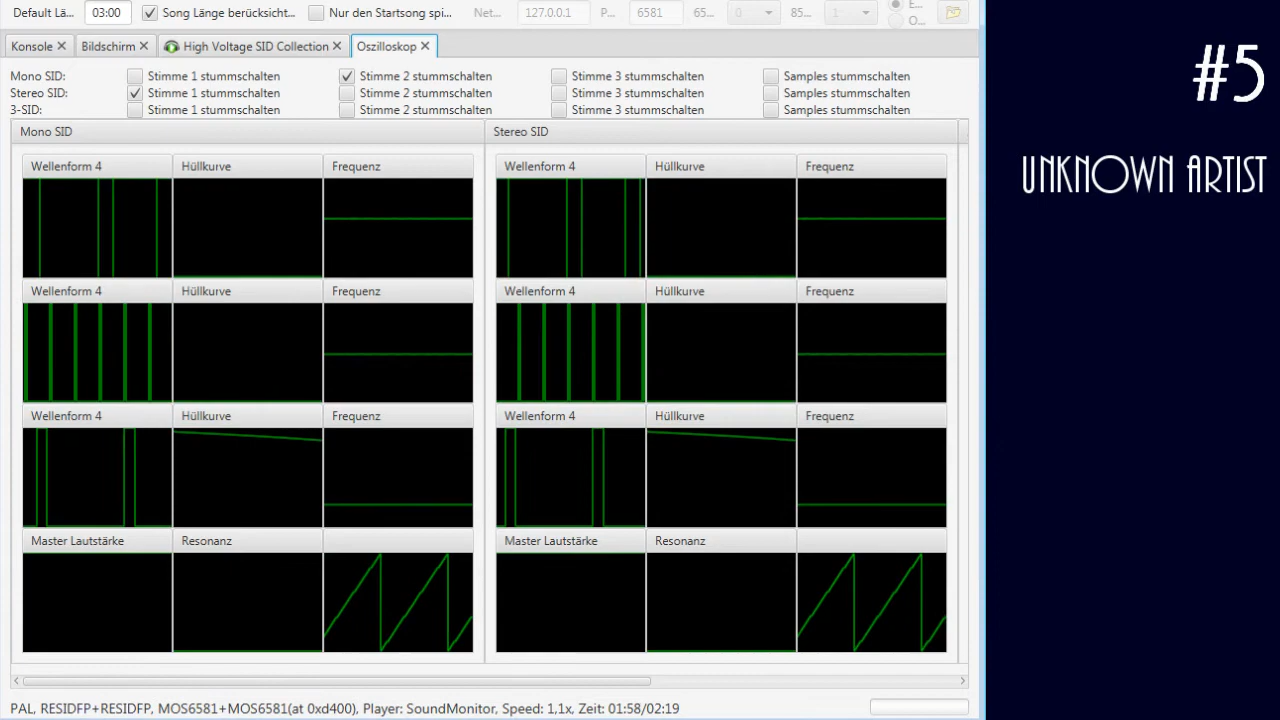 Default Lä... 03:00 Song Länge berücksicht... Nur den Startsong spi... Net... 127.0.0.1 P... 6581 65... 0 85... E...
O...
Konsole Bildschirm High Voltage SID Collection Oszilloskop
#5
Mono SID: Stimme 1 stummschalten Stimme 2 stummschalten Stimme 3 stummschalten Samples stummschalten
Stereo SID: Stimme 1 stummschalten Stimme 2 stummschalten Stimme 3 stummschalten Samples stummschalten
3-SID: Stimme 1 stummschalten Stimme 2 stummschalten Stimme 3 stummschalten Samples stummschalten
Mono SID Stereo SID
UNKNOWN ARTIST
Wellenform 4 Hüllkurve Frequenz Wellenform 4 Hüllkurve Frequenz
Wellenform 4 Hüllkurve Frequenz Wellenform 4 Hüllkurve Frequenz
Wellenform 4 Hüllkurve Frequenz Wellenform 4 Hüllkurve Frequenz
Master Lautstärke Resonanz Master Lautstärke Resonanz
PAL, RESIDFP+RESIDFP, MOS6581+MOS6581(at 0xd400), Player: SoundMonitor, Speed: 1,1x, Zeit: 01:58/02:19